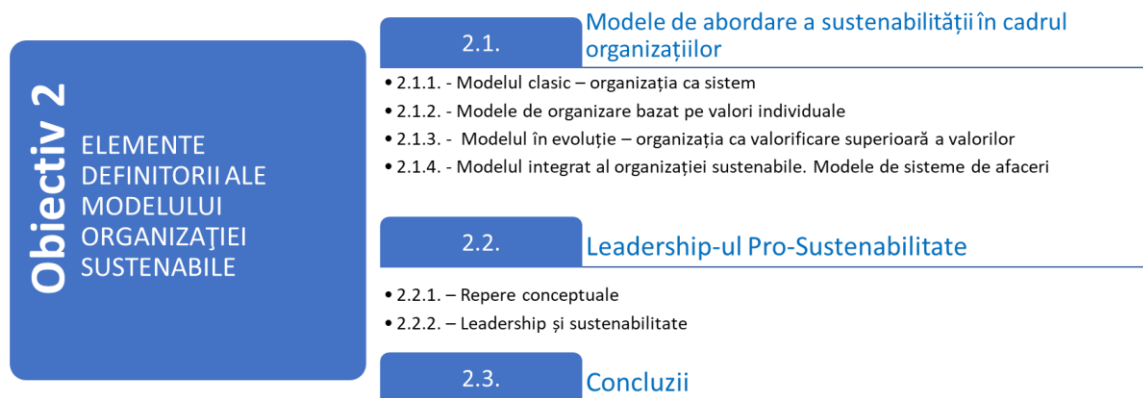 Obiectiv 2
ELEMENTE
DEFINITORII ALE
MODELULUI
ORGANIZAŢIEI
SUSTENABILE
2.1.
Modele de abordare a sustenabilității în cadrul
organizațiilor
• 2.1.1. - Modelul clasic – organizația ca sistem
• 2.1.2. - Modele de organizare bazat pe valori individuale
• 2.1.3. - Modelul în evoluție – organizația ca valorificare superioară a valorilor
• 2.1.4. - Modelul integrat al organizației sustenabile. Modele de sisteme de afaceri
2.2.
Leadership-ul Pro-Sustenabilitate
• 2.2.1. – Repere conceptuale
• 2.2.2. – Leadership și sustenabilitate
2.3.
Concluzii